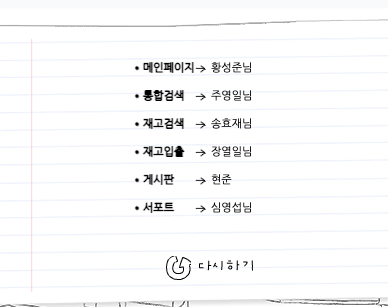 • 메인페이지→ 황성준님
• 통합검색 → 주영일님
• 재고검색 → 송효재님
• 재고입출 → 장열일님
• 게시판 → 현준
• 서포트 → 심영섭님
다시하기